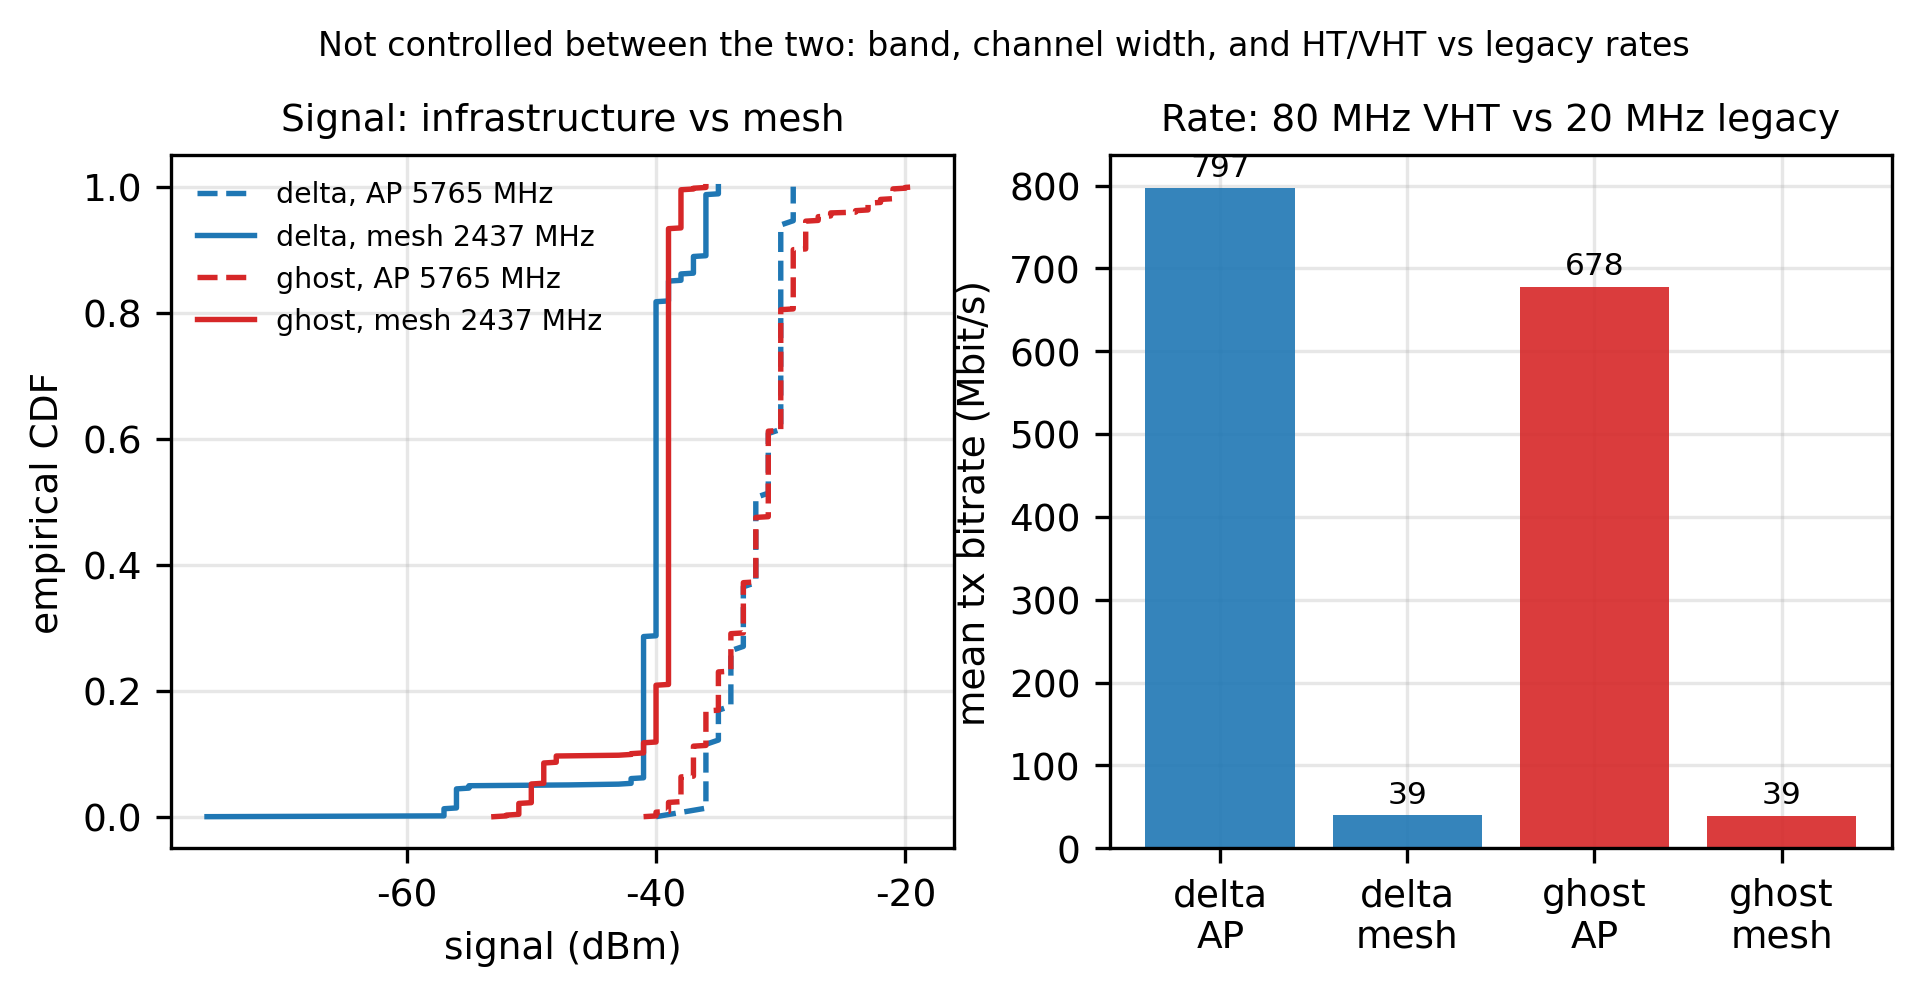 Not controlled between the two: band, channel width, and HT/VHT vs legacy rates
Signal: infrastructure vs mesh
delta, AP 5765 MHz
delta, mesh 2437 MHz
ghost, AP 5765 MHz
ghost, mesh 2437 MHz
empirical CDF
1.0
0.8
0.6
0.4
0.2
0.0
-60
-40
-20
signal (dBm)
Rate: 80 MHz VHT vs 20 MHz legacy
mean tx bitrate (Mbit/s)
800
700
600
500
400
300
200
100
0
797
39
678
39
delta
AP
delta
mesh
ghost
AP
ghost
mesh